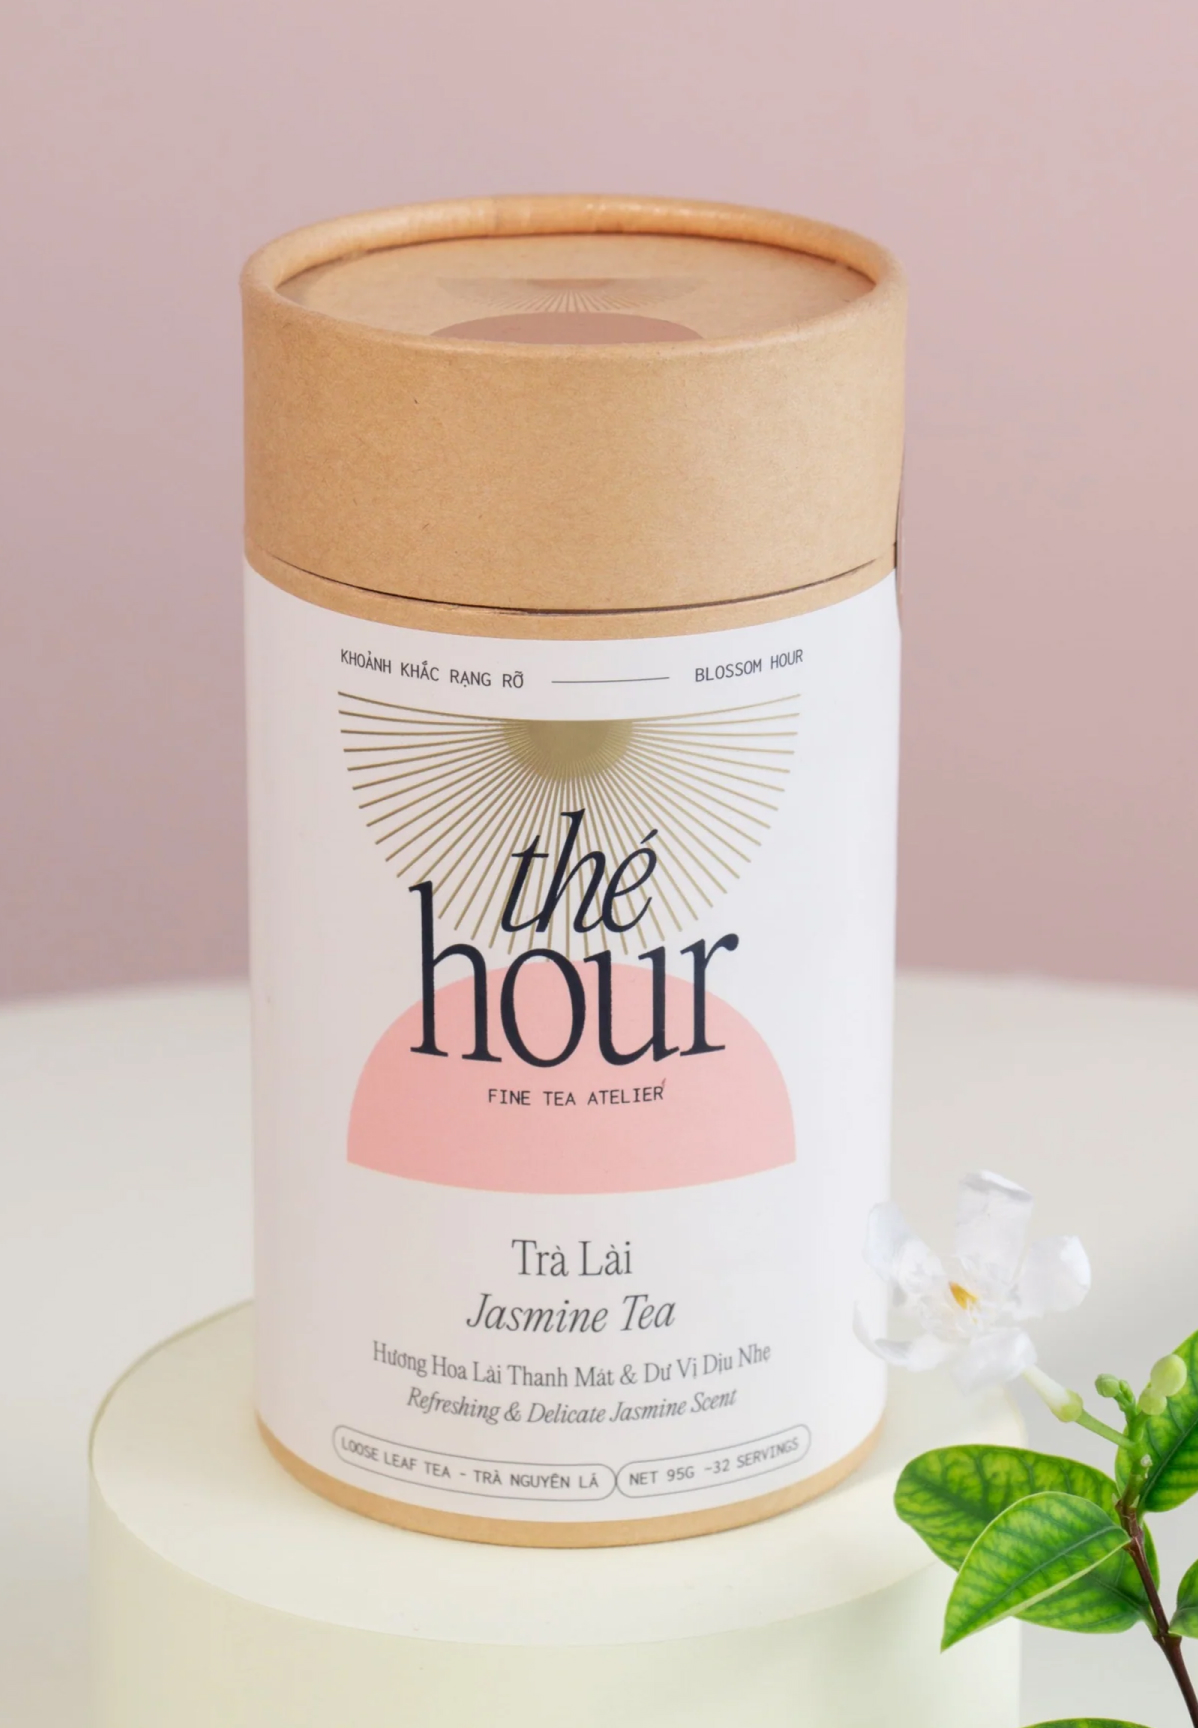 KHOẢNH KHẮC RẠNG RỠ BLOSSOM HOUR
thé
hour
FINE TEA ATELIER
Trà Lài
Jasmine Tea
Hương Hoa Lài Thanh Mát & Dư Vị Dịu Nhẹ
Refreshing & Delicate Jasmine Scent
LOOSE LEAF TEA - TRÀ NGUYÊN LÁ NET 95G ~32 SERVINGS